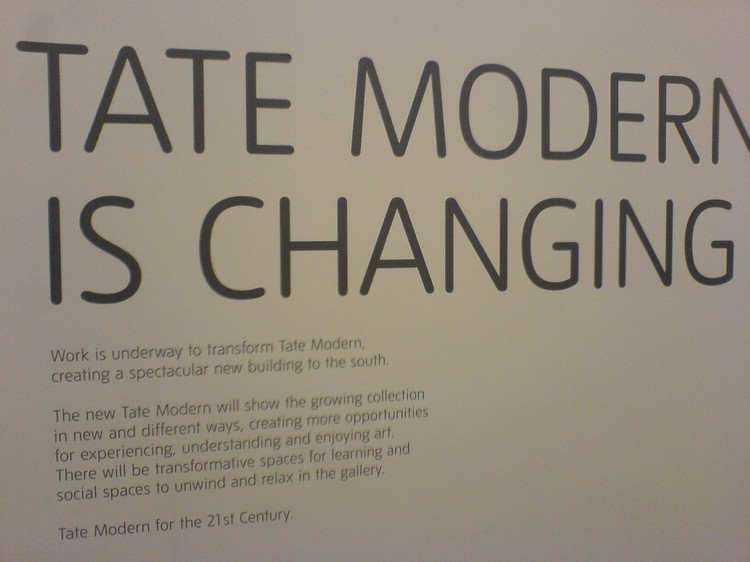 TATE MODERN
IS CHANGING
Work is underway to transform Tate Modern,
creating a spectacular new building to the south.
The new Tate Modern will show the growing collection
in new and different ways, creating more opportunities
for experiencing, understanding and enjoying art.
There will be transformative spaces for learning and
social spaces to unwind and relax in the gallery.
Tate Modern for the 21st Century.